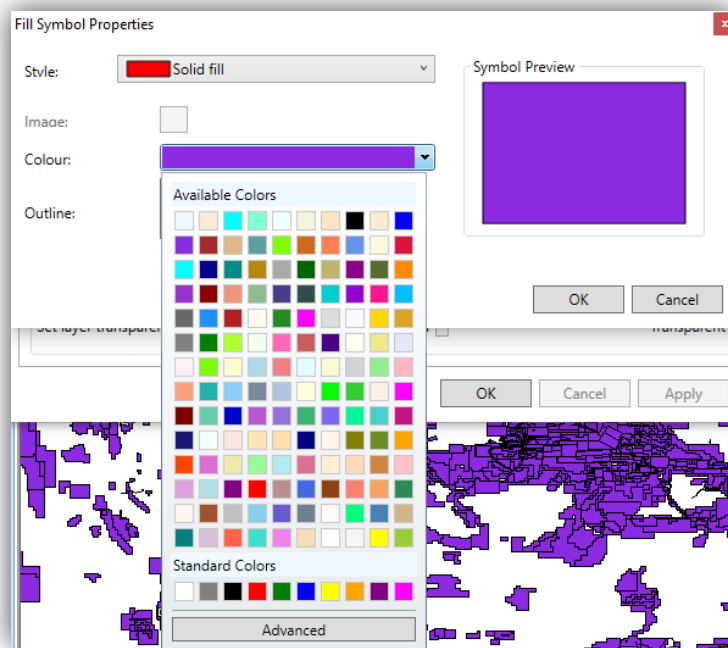 Fill Symbol Properties
x
Style:
Solid fill
Symbol Preview
Image:
Colour:
Available Colors
Outline:
OK
Cancel
Set layer transparen
Transparent
OK
Cancel
Apply
Standard Colors
Advanced